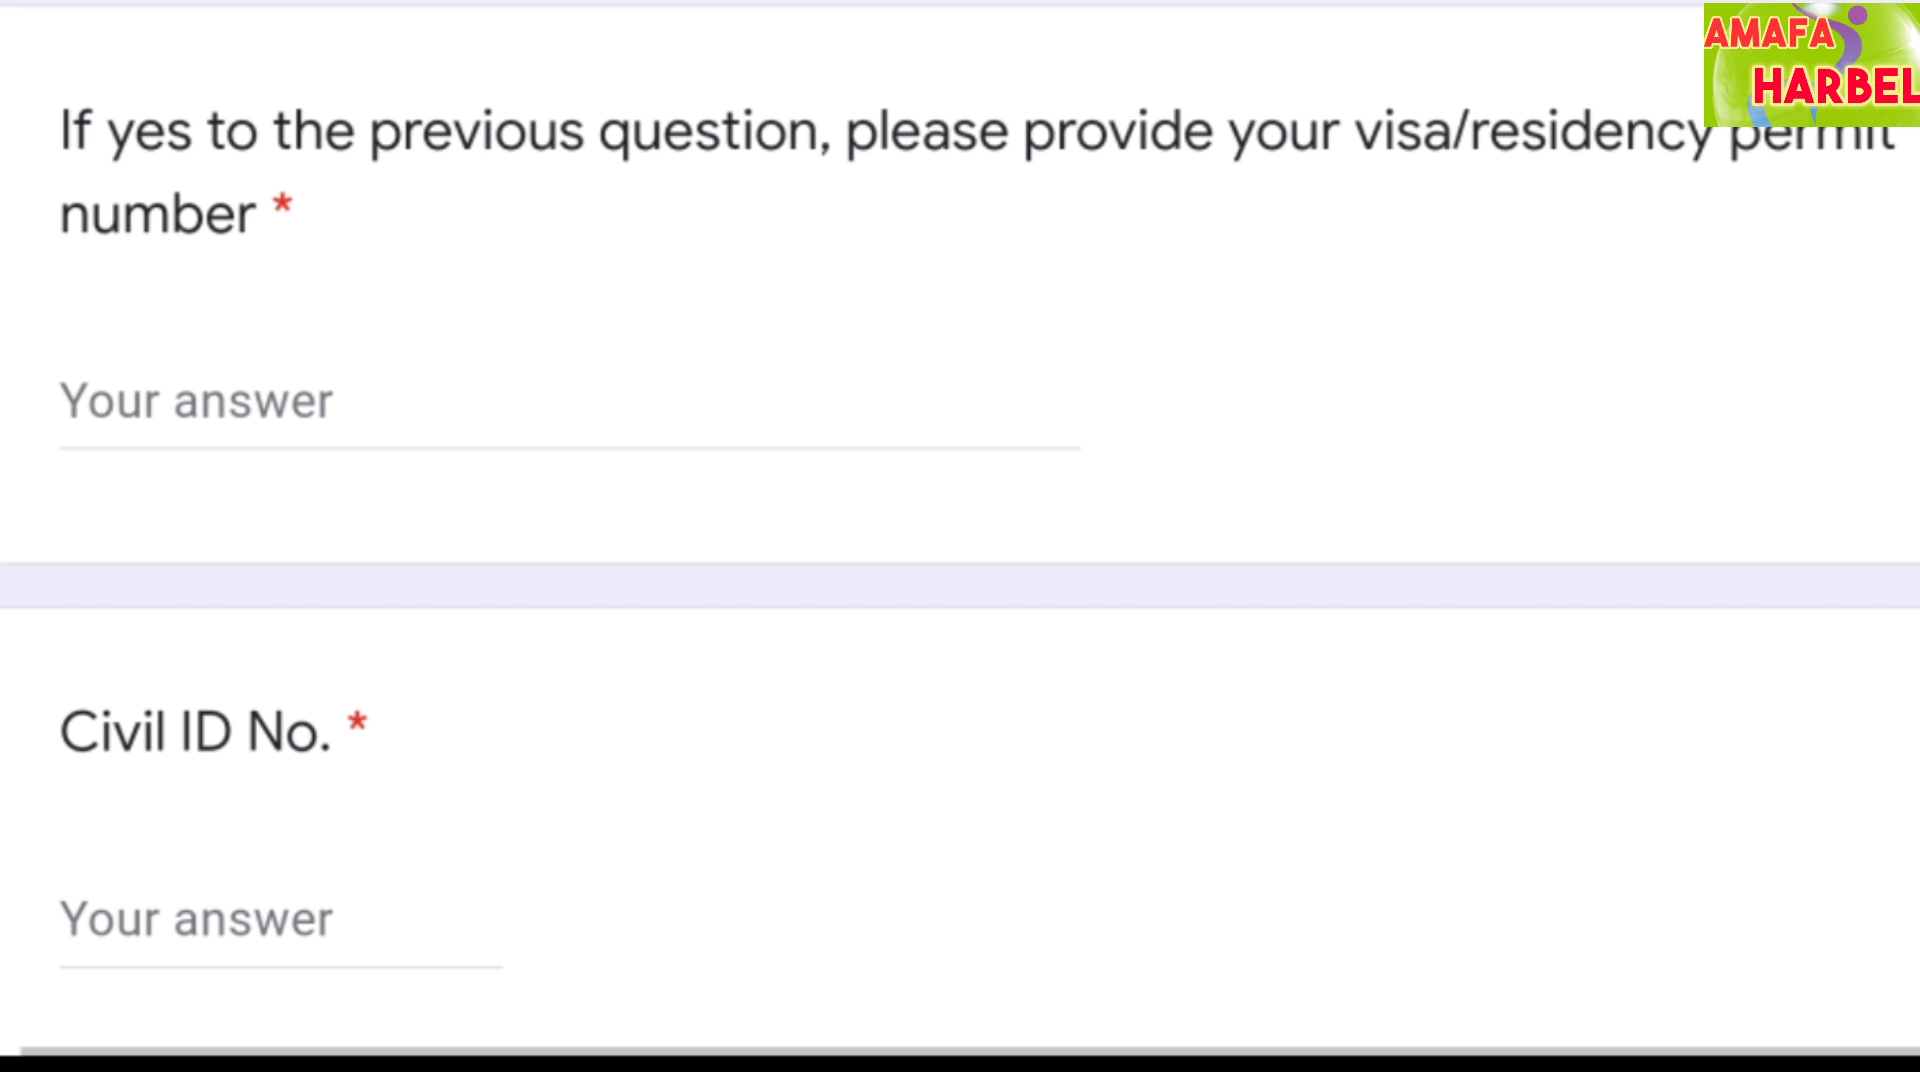 AMAFA
HARBEL
If yes to the previous question, please provide your visa/residency permit
number *
Your answer
Civil ID No. *
Your answer